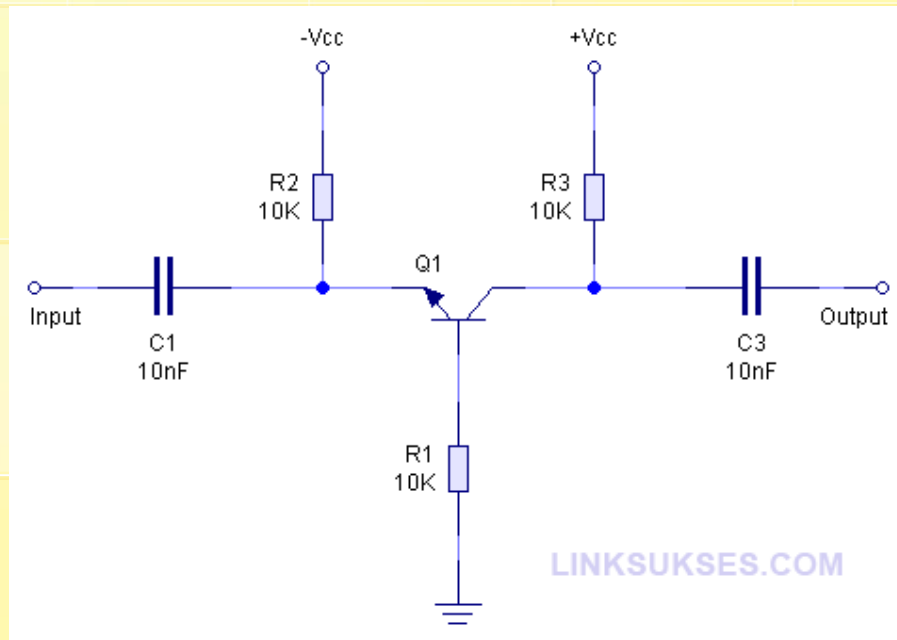 -Vcc
+Vcc
R2
10K
R3
10K
Q1
Input
C1
10nF
C3
10nF
Output
R1
10K
LINKSUKSES.COM